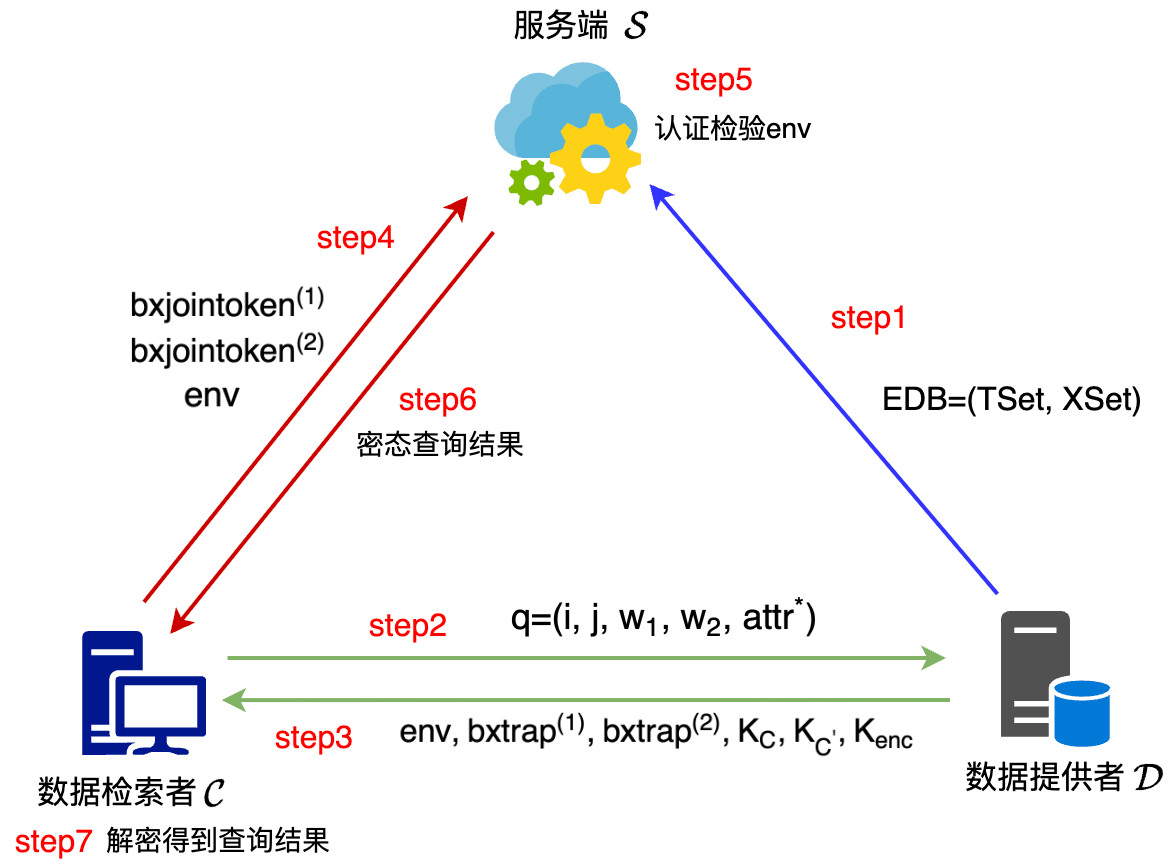 服务端 𝒮
step5
认证检验env
step4
bxjointoken⁽¹⁾
bxjointoken⁽²⁾
env
step1
EDB=(TSet, XSet)
step6
密态查询结果
step2
q=(i, j, w₁, w₂, attr*)
step3
env, bxtrap⁽¹⁾, bxtrap⁽²⁾, K_C, K_C', K_enc
数据检索者 𝒞
数据提供者 𝒟
step7 解密得到查询结果